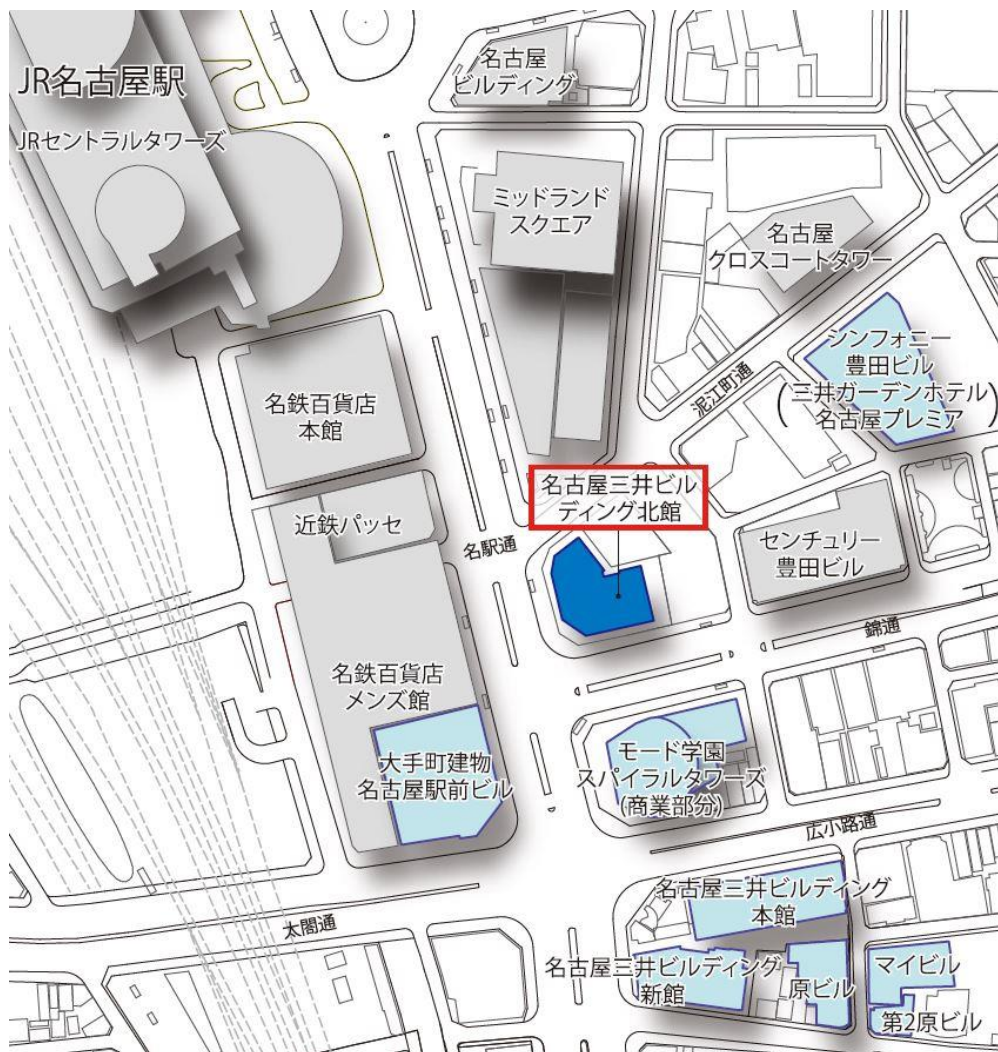 JR名古屋駅
JRセントラルタワーズ
名古屋
ビルディング
ミッドランド
スクエア
名古屋
クロスコートタワー
シンフォニー
豊田ビル
(三井ガーデンホテル
名古屋プレミア)
泥江町通
名鉄百貨店
本館
名古屋三井ビル
ディング北館
近鉄パッセ
名駅通
センチュリー
豊田ビル
錦通
名鉄百貨店
メンズ館
大手町建物
名古屋駅前ビル
モード学園
スパイラルタワーズ
(商業部分)
広小路通
名古屋三井ビルディング
本館
太閤通
名古屋三井ビルディング
新館
原ビル
マイビル
第2原ビル